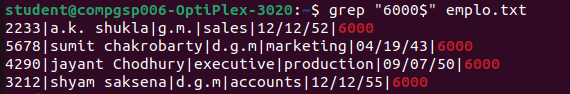 student@compgsp006-OptiPlex-3020:~$ grep "6000$" emplo.txt
2233|a.k. shukla|g.m.|sales|12/12/52|6000
5678|sumit chakrobarty|d.g.m|marketing|04/19/43|6000
4290|jayant Chodhury|executive|production|09/07/50|6000
3212|shyam saksena|d.g.m|accounts|12/12/55|6000